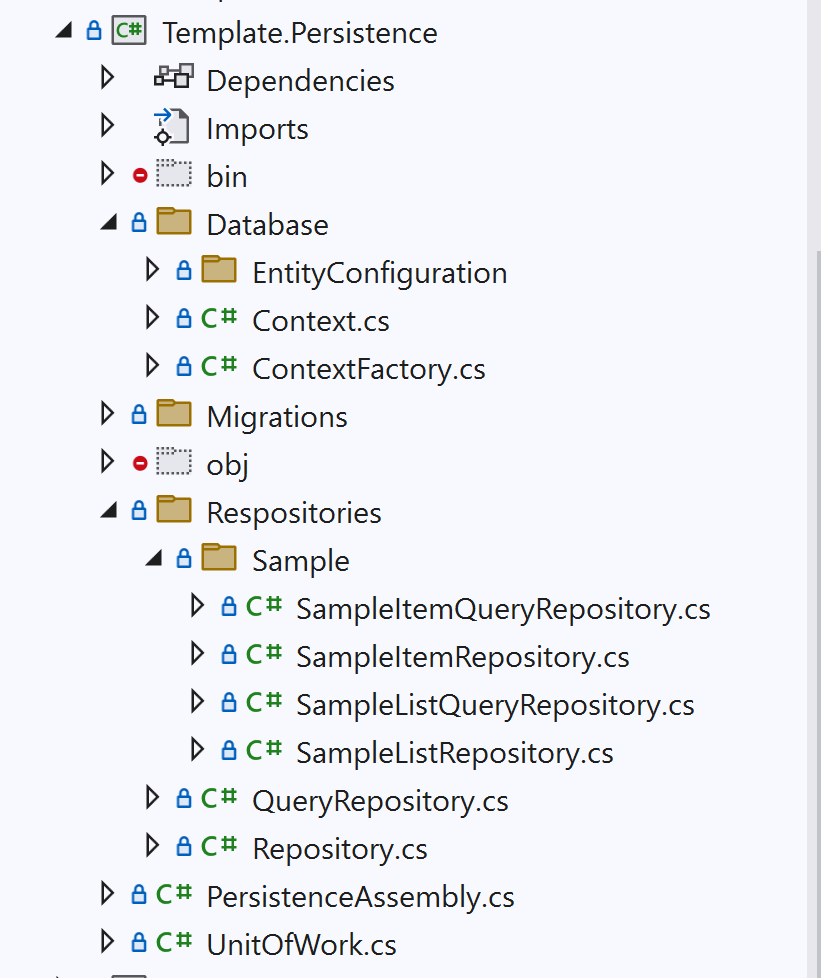 C# Template.Persistence
Dependencies
Imports
bin
Database
EntityConfiguration
C# Context.cs
C# ContextFactory.cs
Migrations
obj
Respositories
Sample
C# SampleItemQueryRepository.cs
C# SampleItemRepository.cs
C# SampleListQueryRepository.cs
C# SampleListRepository.cs
C# QueryRepository.cs
C# Repository.cs
C# PersistenceAssembly.cs
C# UnitOfWork.cs